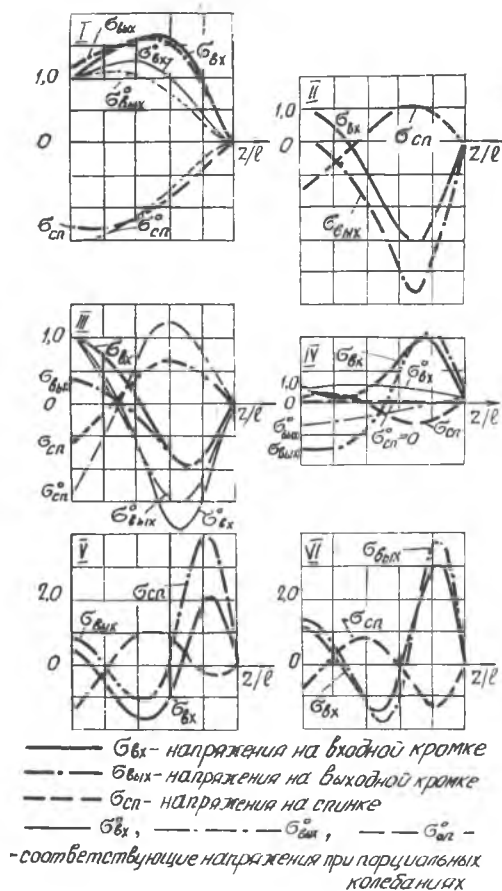 I
σвых
σ°вх
σвх
σ°вых
1,0
0
z/ℓ
σсп
σ°сп
II
σвх
σсп
1,0
0
z/ℓ
σвых
III
1,0
σвх
σвых
0
z/ℓ
σсп
σ°сп
σ°вых
σ°вх
IV
σвх
σ°вх
1,0
0
z/ℓ
σ°вых
σвых
σ°сп=0
σсп
V
2,0
σсп
σвых
0
z/ℓ
σвх
VI
2,0
σвых
σсп
0
z/ℓ
σвх
σвх- напряжения на входной кромке
σвых- напряжения на выходной кромке
σсп- напряжения на спинке
σ°вх, σ°вых, σ°сп -
-соответствующие напряжения при парциальных
колебаниях